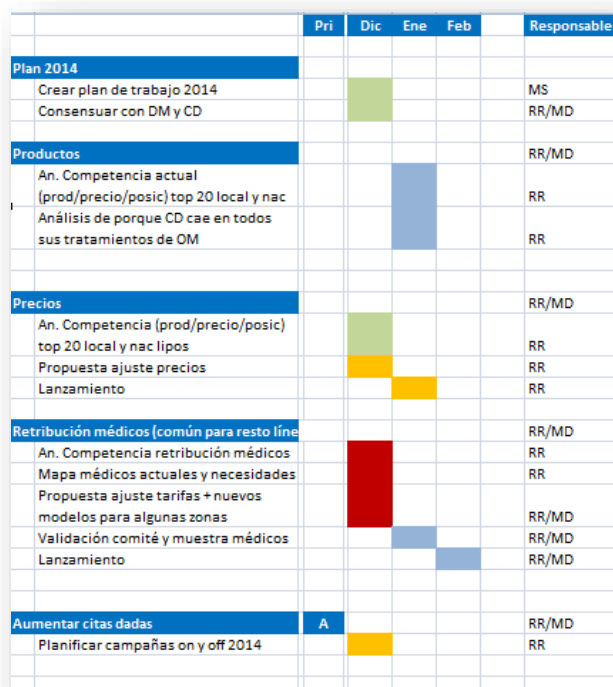 Pri Dic Ene Feb Responsable
Plan 2014
Crear plan de trabajo 2014 MS
Consensuar con DM y CD RR/MD
Productos RR/MD
An. Competencia actual
(prod/precio/posic) top 20 local y nac RR
Análisis de porque CD cae en todos
sus tratamientos de OM RR
Precios RR/MD
An. Competencia (prod/precio/posic)
top 20 local y nac lipos RR
Propuesta ajuste precios RR
Lanzamiento RR
Retribución médicos (común para resto líne RR/MD
An. Competencia retribución médicos RR
Mapa médicos actuales y necesidades RR
Propuesta ajuste tarifas + nuevos
modelos para algunas zonas RR/MD
Validación comité y muestra médicos RR/MD
Lanzamiento RR/MD
Aumentar citas dadas A RR/MD
Planificar campañas on y off 2014 RR